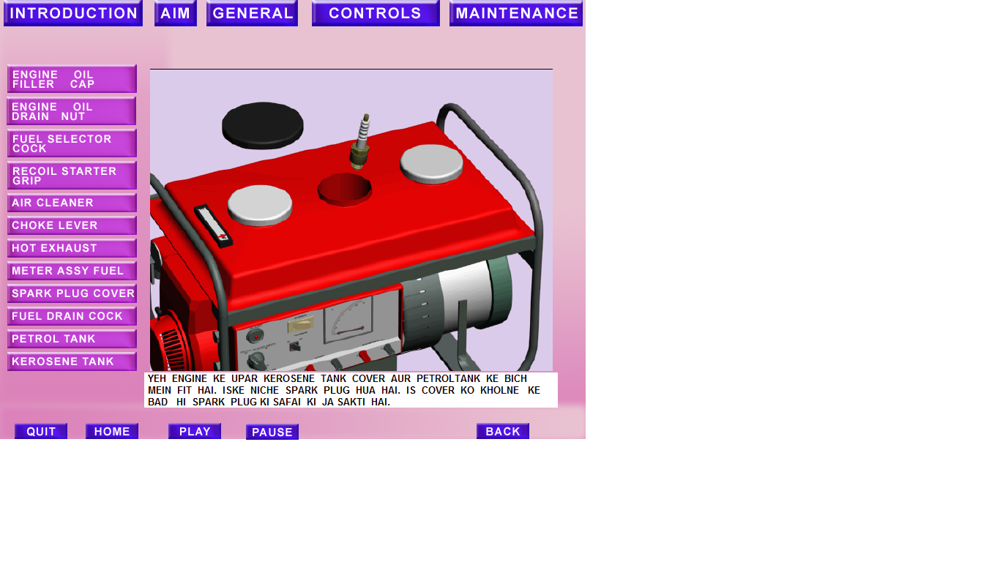 INTRODUCTION
AIM
GENERAL
CONTROLS
MAINTENANCE
ENGINE OIL
FILLER CAP
ENGINE OIL
DRAIN NUT
FUEL SELECTOR
COCK
RECOIL STARTER
GRIP
AIR CLEANER
CHOKE LEVER
HOT EXHAUST
METER ASSY FUEL
SPARK PLUG COVER
FUEL DRAIN COCK
PETROL TANK
KEROSENE TANK
YEH ENGINE KE UPAR KEROSENE TANK COVER AUR PETROLTANK KE BICH
MEIN FIT HAI. ISKE NICHE SPARK PLUG HUA HAI. IS COVER KO KHOLNE KE
BAD HI SPARK PLUG KI SAFAI KI JA SAKTI HAI.
QUIT
HOME
PLAY
PAUSE
BACK